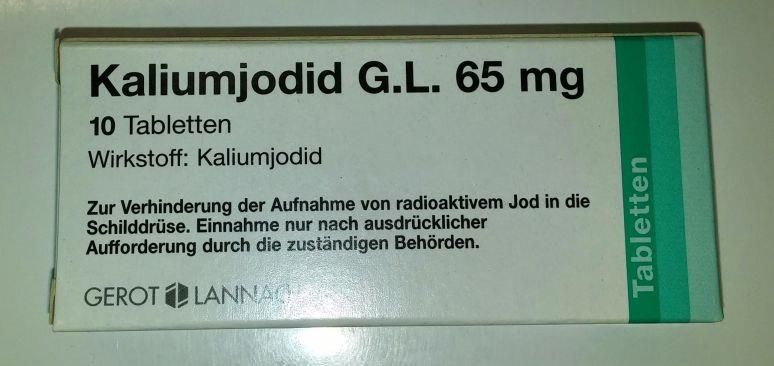 Kaliumjodid G.L. 65 mg
10 Tabletten
Wirkstoff: Kaliumjodid
Zur Verhinderung der Aufnahme von radioaktivem Jod in die
Schilddrüse. Einnahme nur nach ausdrücklicher
Aufforderung durch die zuständigen Behörden.
GEROT LANNACH
Tabletten